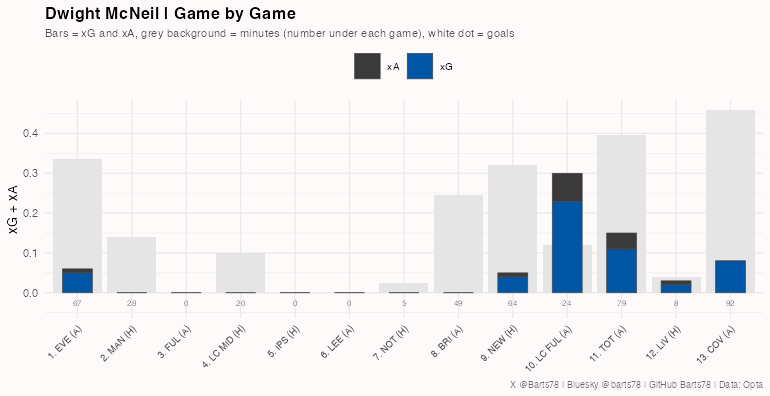 Dwight McNeil | Game by Game
Bars = xG and xA, grey background = minutes (number under each game), white dot = goals
xA xG
xG + xA
0.4
0.3
0.2
0.1
0.0
67 28 0 20 0 0 5 49 64 24 79 8 92
1. EVE (A)
2. MAN (H)
3. FUL (A)
4. LC MID (H)
5. IPS (H)
6. LEE (A)
7. NOT (H)
8. BRI (A)
9. NEW (H)
10. LC FUL (A)
11. TOT (A)
12. LIV (H)
13. COV (A)
X @Barts78 | Bluesky @barts78 | GitHub Barts78 | Data: Opta